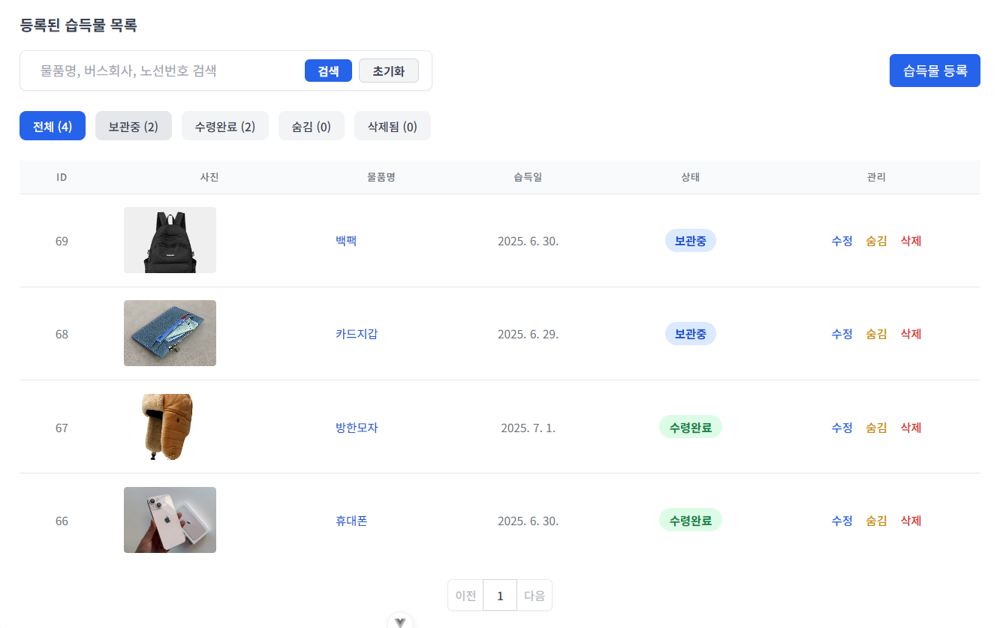 등록된 습득물 목록
물품명, 버스회사, 노선번호 검색 검색 초기화 습득물 등록
전체 (4) 보관중 (2) 수령완료 (2) 숨김 (0) 삭제됨 (0)
ID 사진 물품명 습득일 상태 관리
69 백팩 2025. 6. 30. 보관중 수정 숨김 삭제
68 카드지갑 2025. 6. 29. 보관중 수정 숨김 삭제
67 방한모자 2025. 7. 1. 수령완료 수정 숨김 삭제
66 휴대폰 2025. 6. 30. 수령완료 수정 숨김 삭제
이전 1 다음